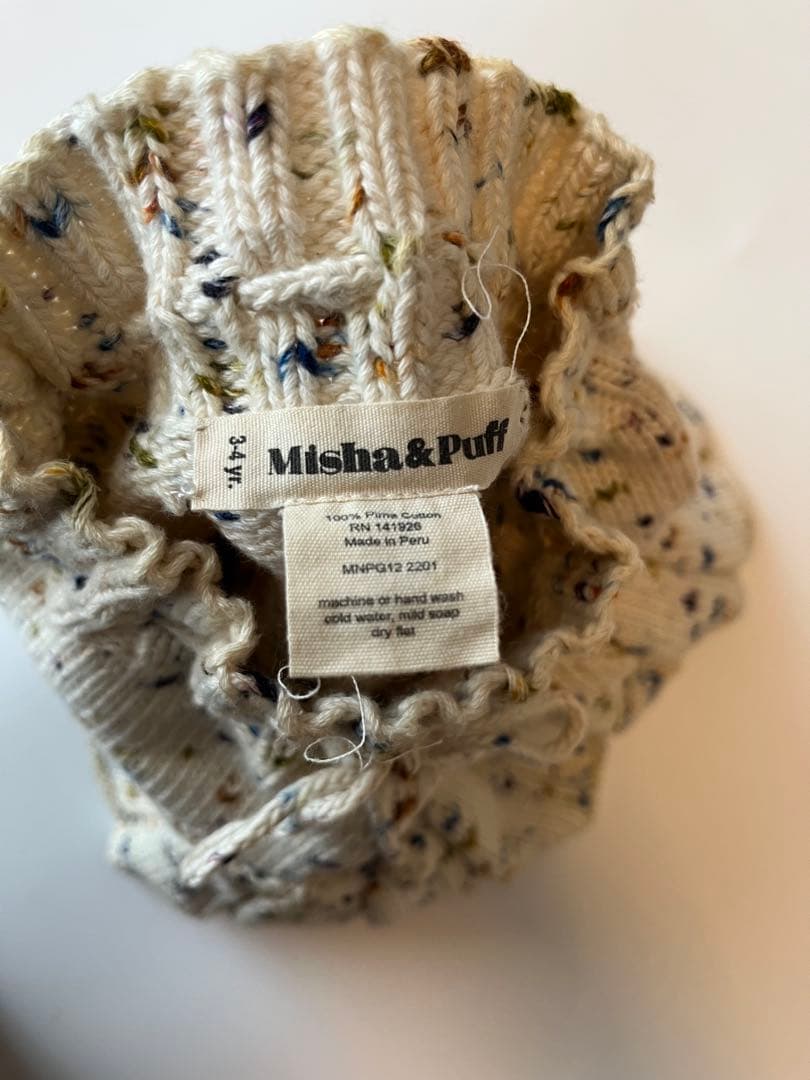 3-4 yr.
Misha&Puff
100% Pima Cotton
RN 141926
Made in Peru
MNPG12 2201
machine or hand wash
cold water, mild soap
dry flat